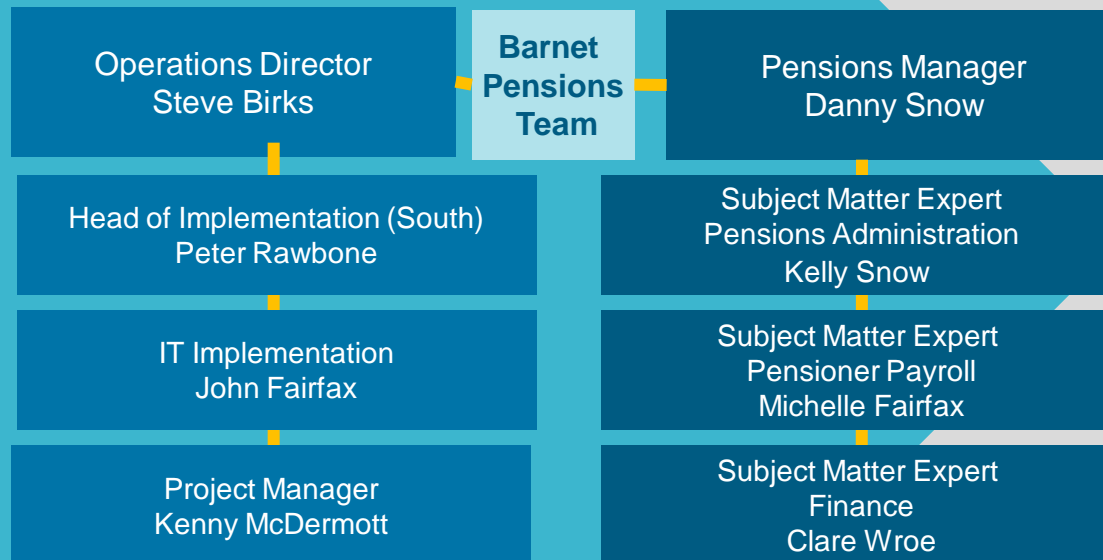 Operations Director
Steve Birks
Barnet
Pensions
Team
Pensions Manager
Danny Snow
Head of Implementation (South)
Peter Rawbone
Subject Matter Expert
Pensions Administration
Kelly Snow
IT Implementation
John Fairfax
Subject Matter Expert
Pensioner Payroll
Michelle Fairfax
Project Manager
Kenny McDermott
Subject Matter Expert
Finance
Clare Wroe